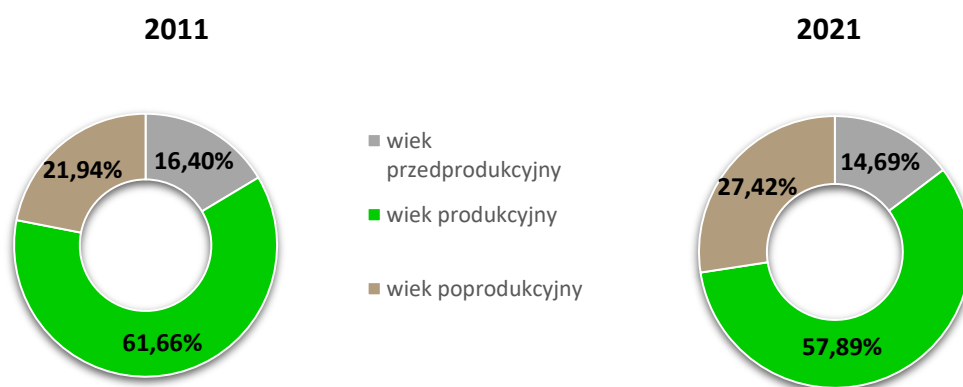 2011
2021
21,94%
16,40%
61,66%
wiek
przedprodukcyjny
wiek produkcyjny
wiek poprodukcyjny
27,42%
14,69%
57,89%